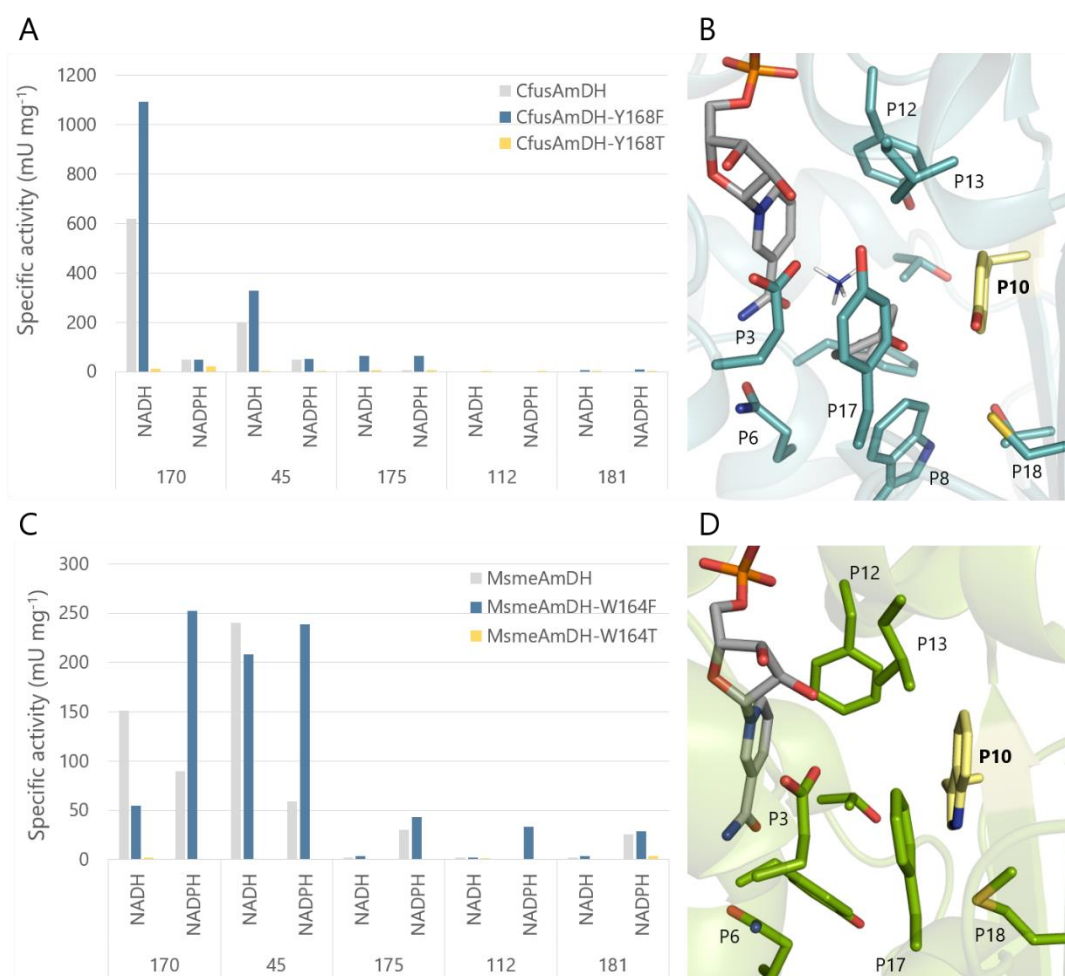 A
Specific activity (mU mg⁻¹)
1200
1000
800
600
400
200
0
CfusAmDH
CfusAmDH-Y168F
CfusAmDH-Y168T
NADH NADPH NADH NADPH NADH NADPH NADH NADPH NADH NADPH
170 45 175 112 181
B
P12
P13
P10
P3
P17
P6
P18
P8
C
Specific activity (mU mg⁻¹)
300
250
200
150
100
50
0
MsmeAmDH
MsmeAmDH-W164F
MsmeAmDH-W164T
NADH NADPH NADH NADPH NADH NADPH NADH NADPH NADH NADPH
170 45 175 112 181
D
P12
P13
P10
P3
P6
P18
P17